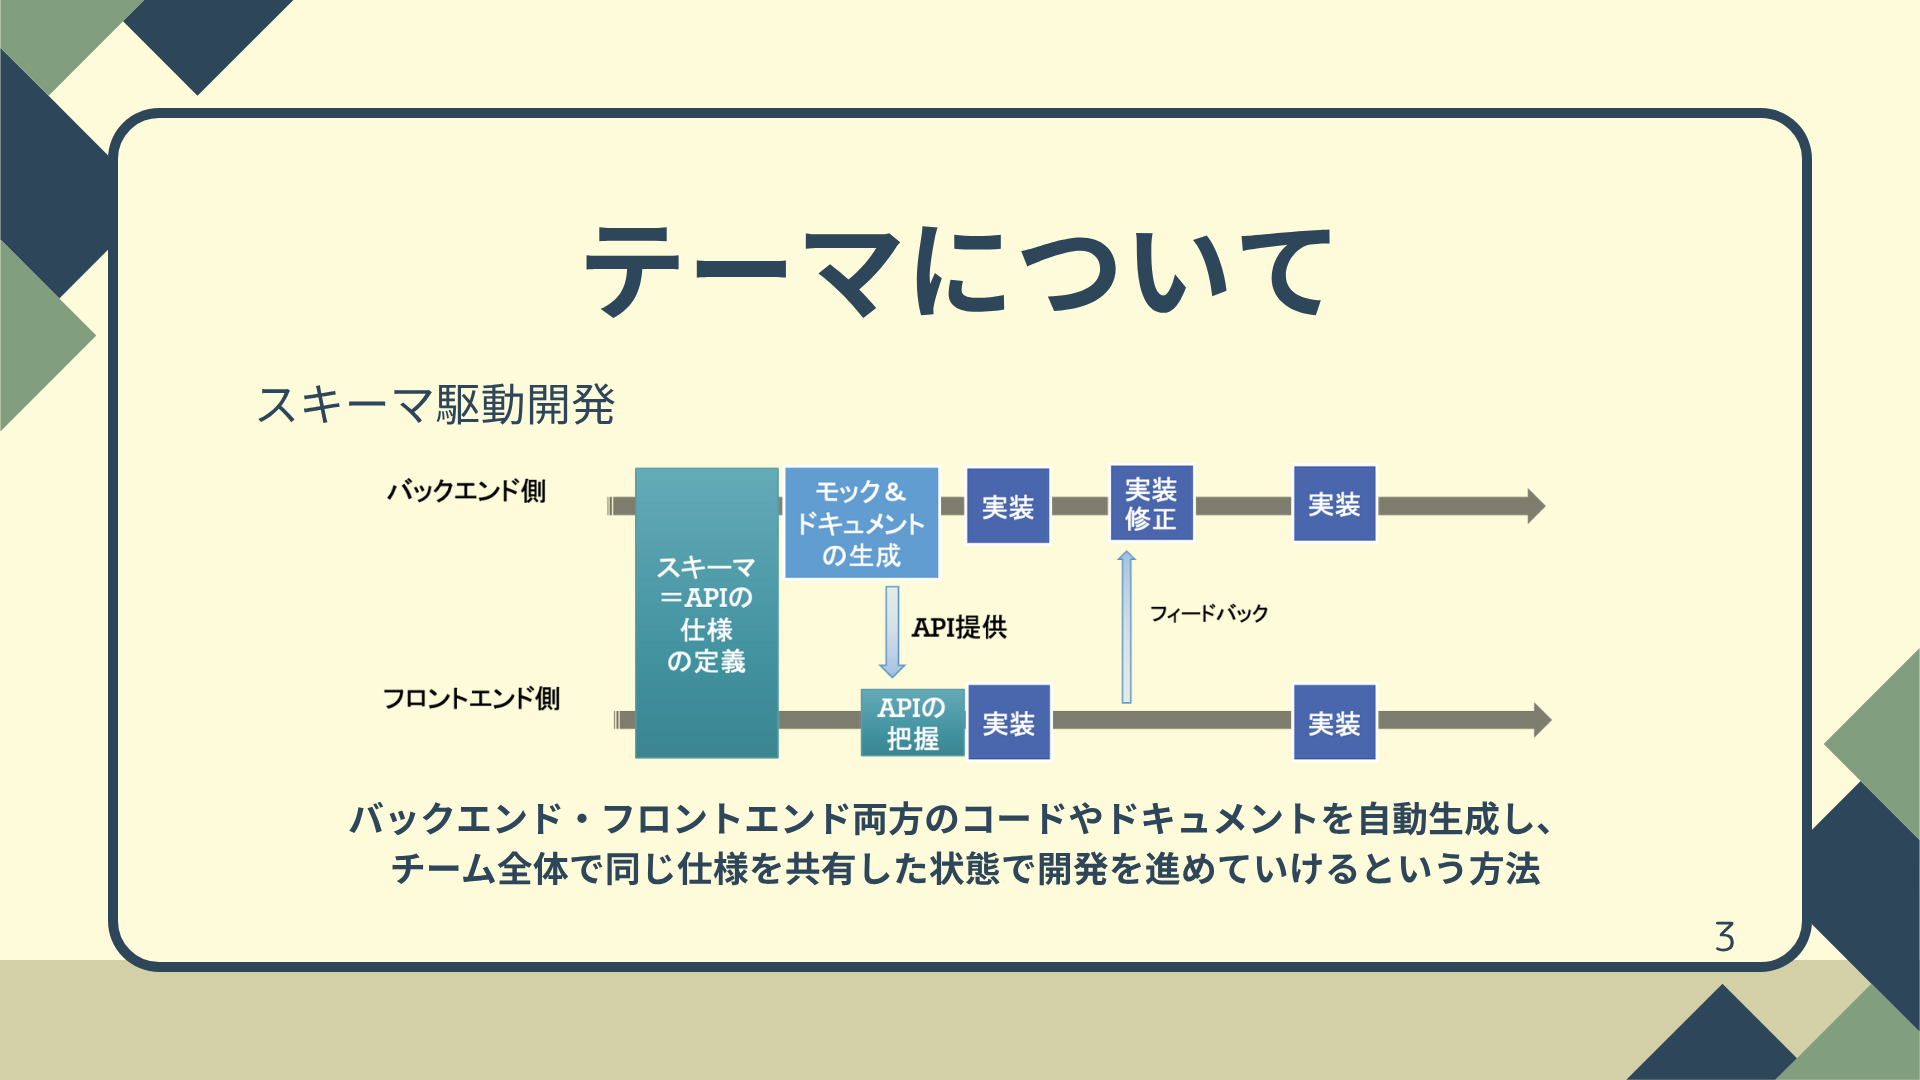 テーマについて
スキーマ駆動開発
バックエンド側
スキーマ
＝APIの
仕様
の定義
モック＆
ドキュメント
の生成
実装
実装
修正
実装
API提供
フィードバック
フロントエンド側
APIの
把握
実装
実装
バックエンド・フロントエンド両方のコードやドキュメントを自動生成し、
チーム全体で同じ仕様を共有した状態で開発を進めていけるという方法
3